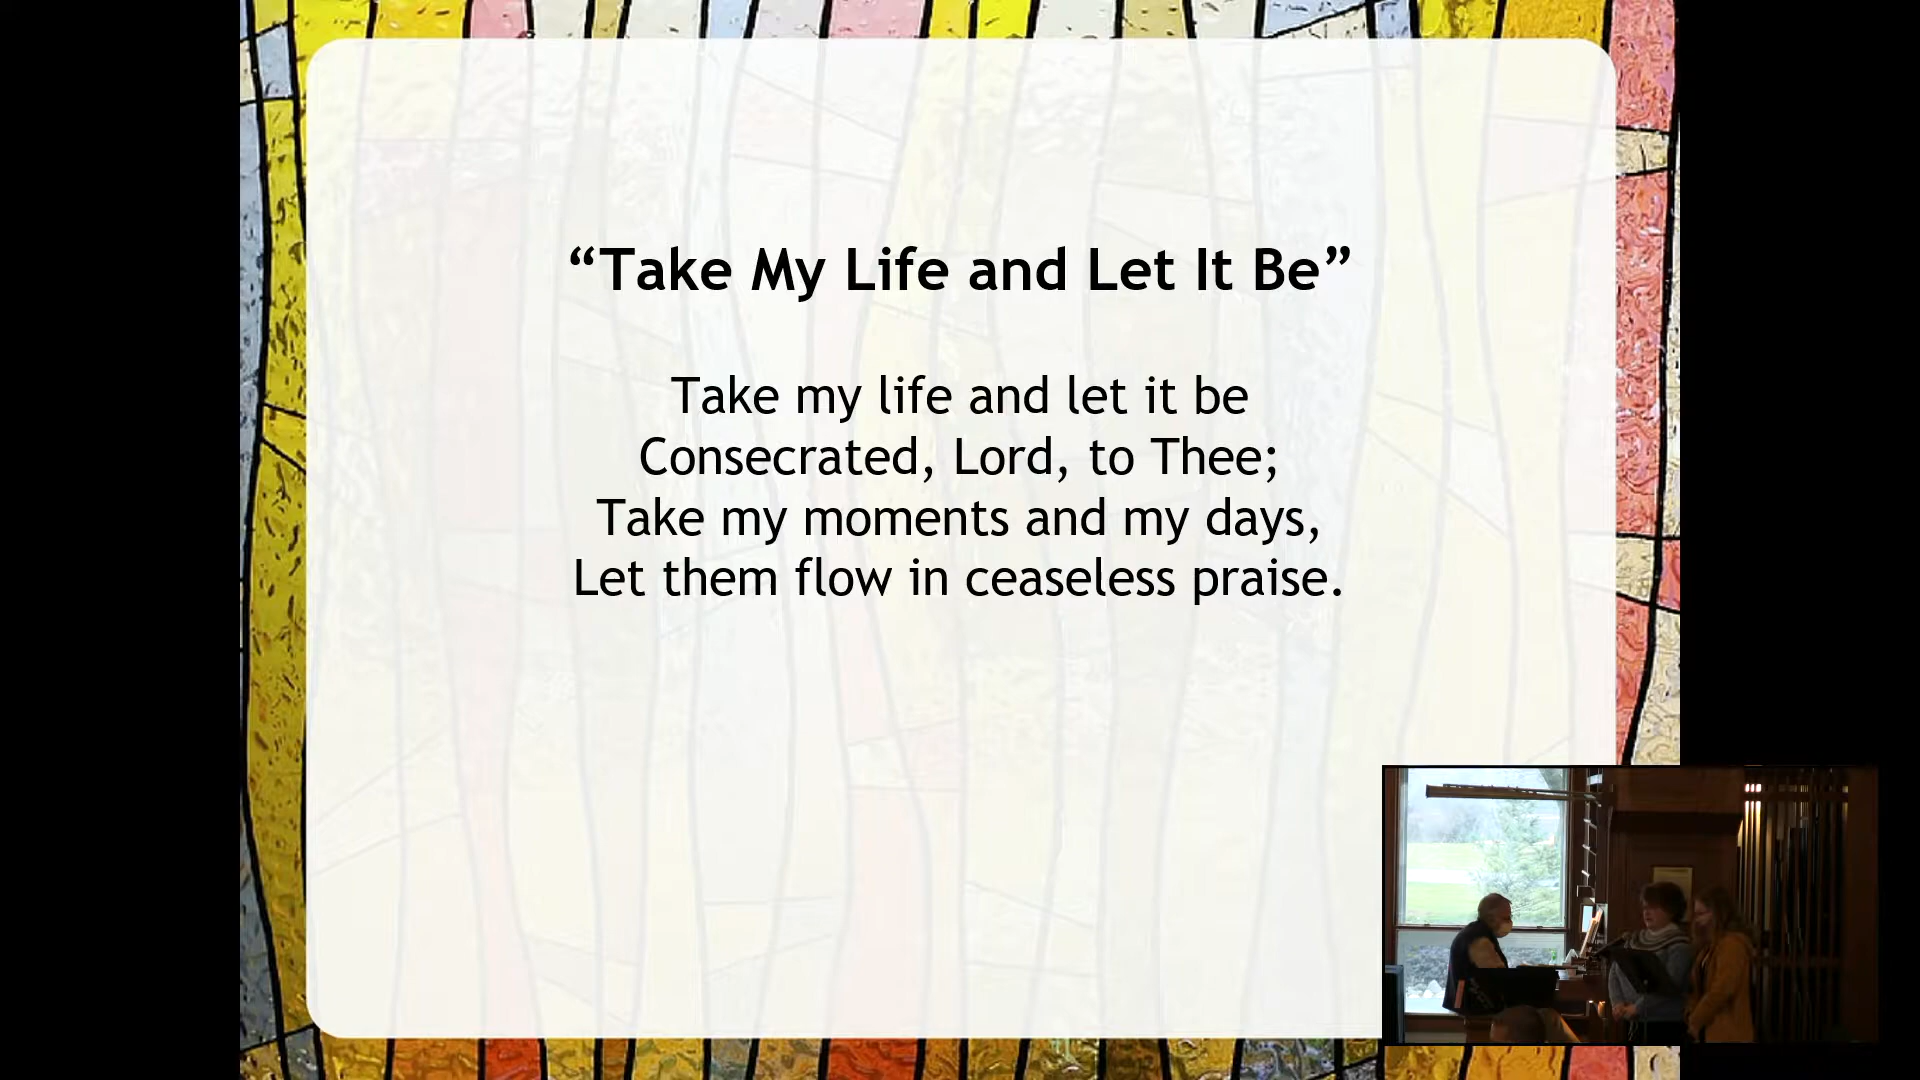 “Take My Life and Let It Be”
Take my life and let it be
Consecrated, Lord, to Thee;
Take my moments and my days,
Let them flow in ceaseless praise.